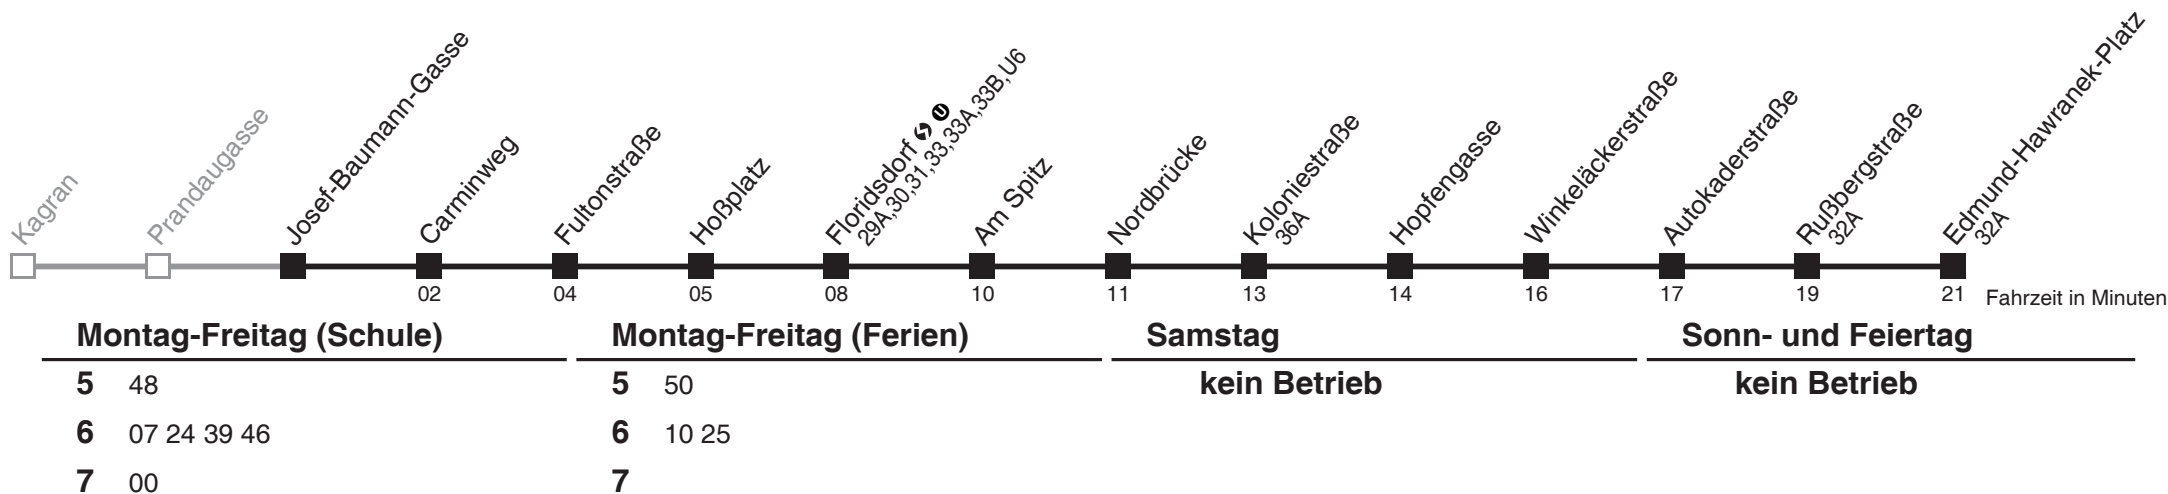 Kagran
Prandaugasse
Josef-Baumann-Gasse
Carminweg
Fultonstraße
Hoßplatz
Floridsdorf
29A,30,31,33,33A,33B,U6
Am Spitz
Nordbrücke
Koloniestraße
36A
Hopfengasse
Winkeläckerstraße
Autokaderstraße
Rußbergstraße
32A
Edmund-Hawranek-Platz
32A
02 04 05 08 10 11 13 14 16 17 19 21 Fahrzeit in Minuten
Montag-Freitag (Schule)
5 48
6 07 24 39 46
7 00
Montag-Freitag (Ferien)
5 50
6 10 25
7
Samstag
kein Betrieb
Sonn- und Feiertag
kein Betrieb